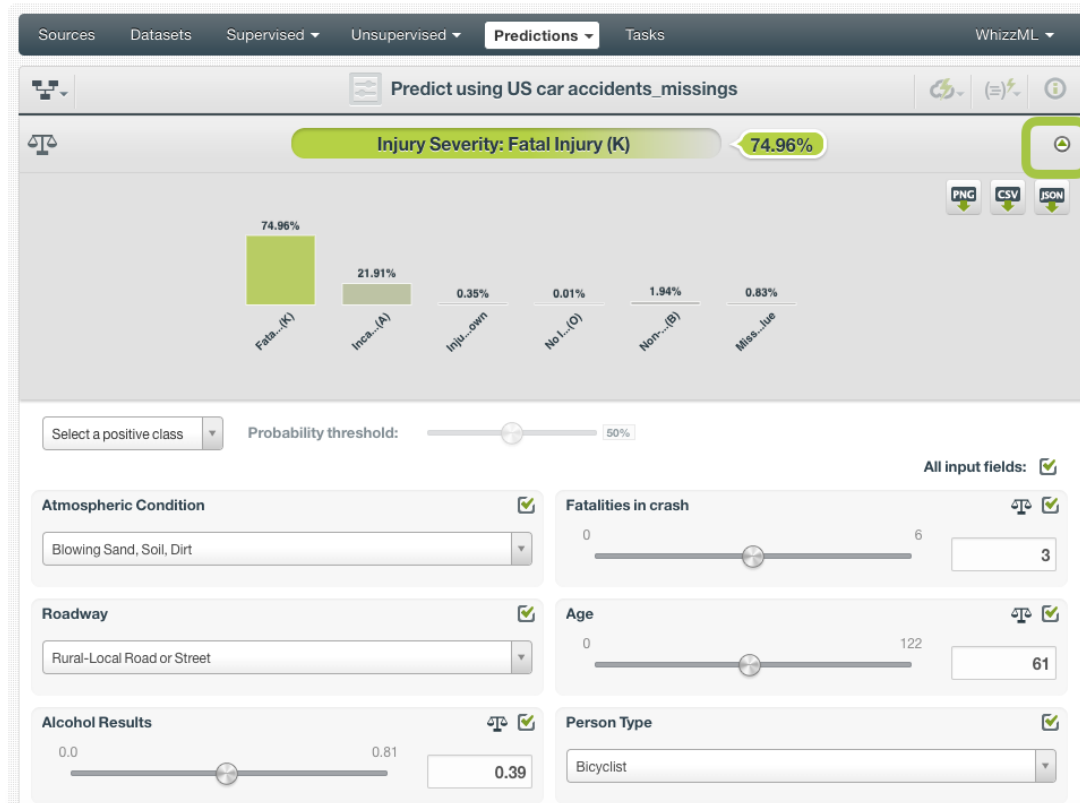 Sources Datasets Supervised Unsupervised Predictions Tasks WhizzML
Predict using US car accidents_missings
Injury Severity: Fatal Injury (K) 74.96%
PNG CSV JSON
74.96%
21.91%
0.35%
0.01%
1.94%
0.83%
Fata...(K)
Inca...(A)
Inju...own
No I...(O)
Non-...(B)
Miss...lue
Select a positive class Probability threshold: 50%
All input fields:
Atmospheric Condition
Blowing Sand, Soil, Dirt
Fatalities in crash
0 6
3
Roadway
Rural-Local Road or Street
Age
0 122
61
Alcohol Results
0.0 0.81
0.39
Person Type
Bicyclist